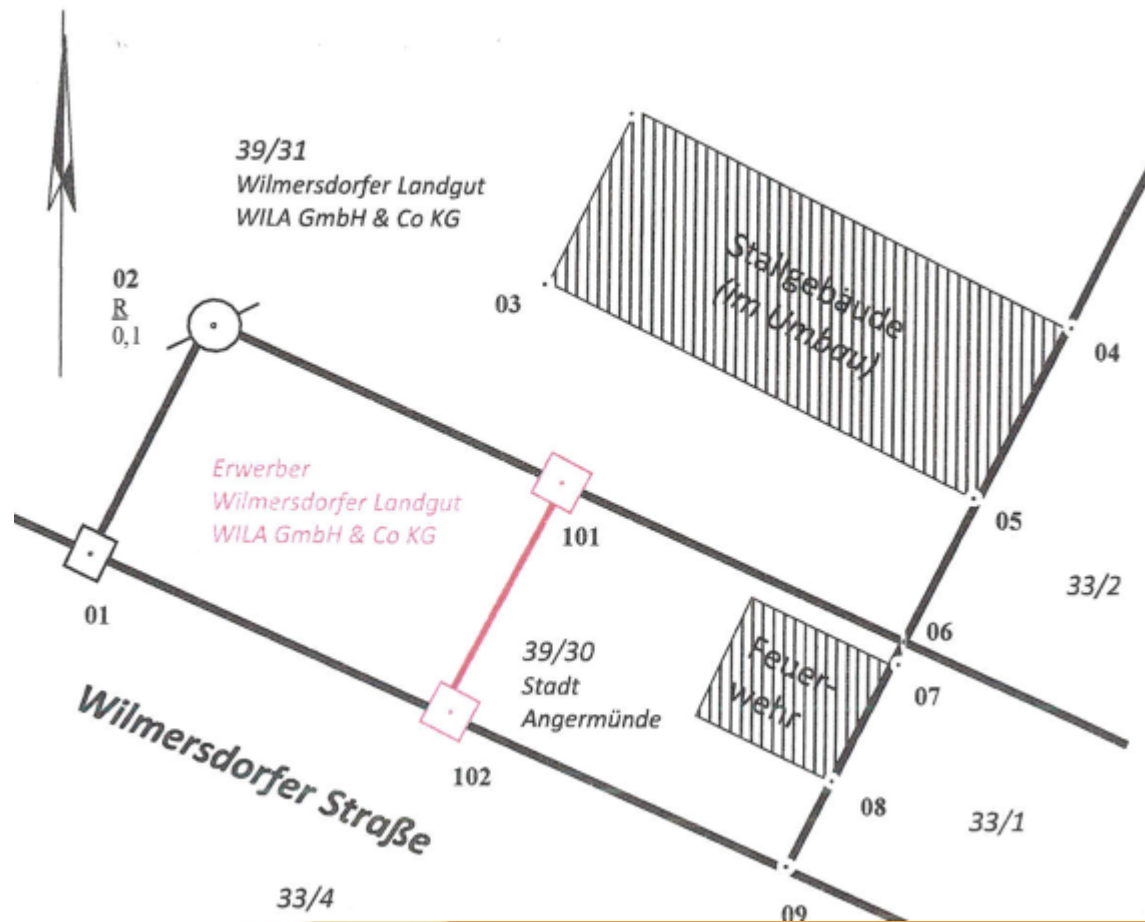 39/31
Wilmersdorfer Landgut
WILA GmbH & Co KG
02
R
0,1
03
Stallgebäude
(im Umbau)
04
Erwerber
Wilmersdorfer Landgut
WILA GmbH & Co KG
101
05
33/2
01
06
39/30
Stadt
Angermünde
Feuer-
wehr
07
Wilmersdorfer Straße
102
08
33/1
33/4
09